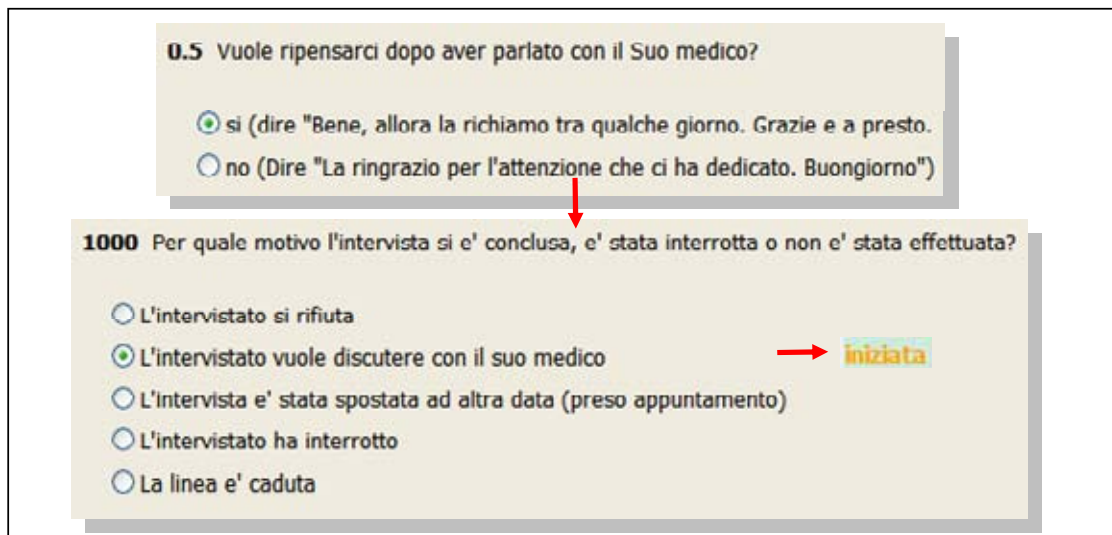 0.5 Vuole ripensarci dopo aver parlato con il Suo medico?
si (dire "Bene, allora la richiamo tra qualche giorno. Grazie e a presto.
no (Dire "La ringrazio per l'attenzione che ci ha dedicato. Buongiorno")
1000 Per quale motivo l'intervista si e' conclusa, e' stata interrotta o non e' stata effettuata?
L'intervistato si rifiuta
L'intervistato vuole discutere con il suo medico
iniziata
L'intervista e' stata spostata ad altra data (preso appuntamento)
L'intervistato ha interrotto
La linea e' caduta